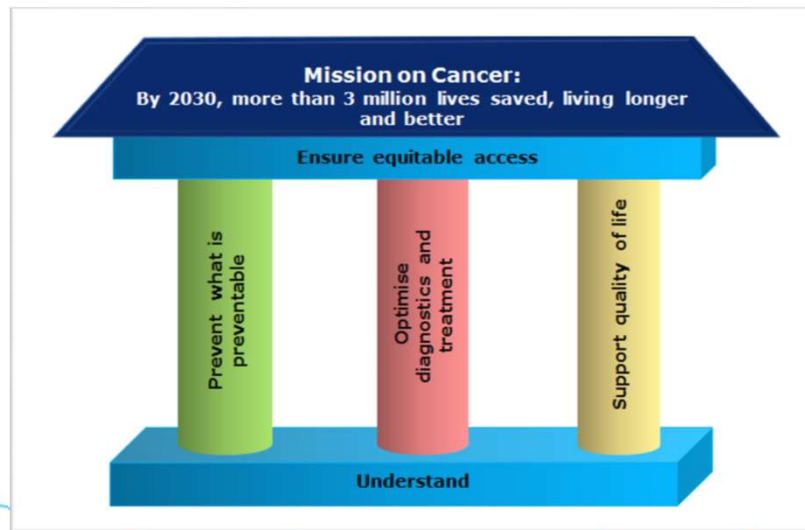 Mission on Cancer:
By 2030, more than 3 million lives saved, living longer
and better
Ensure equitable access
Prevent what is
preventable
Optimise
diagnostics and
treatment
Support quality of life
Understand